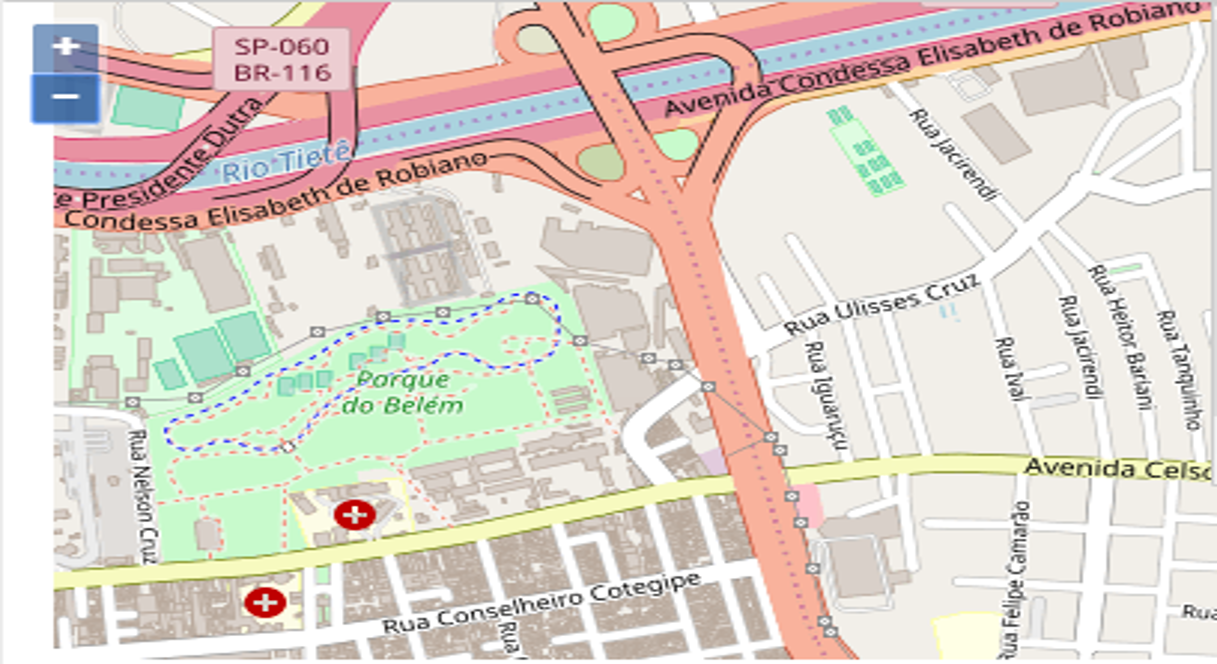 +
SP-060
BR-116
−
Avenida Condessa Elisabeth de Robiano
e Presidente Dutra
Rio Tietê
Condessa Elisabeth de Robiano
Rua Jacirendi
Rua Ulisses Cruz
Rua Heitor Bariani
Rua Jacirendi
Rua Tanquinho
Rua Ivaí
Rua Iguaruçu
Parque
do Belém
Rua Nelson Cruz
Avenida Celso
Rua Felipe Camarão
Rua Conselheiro Cotegipe
Rua
Rua